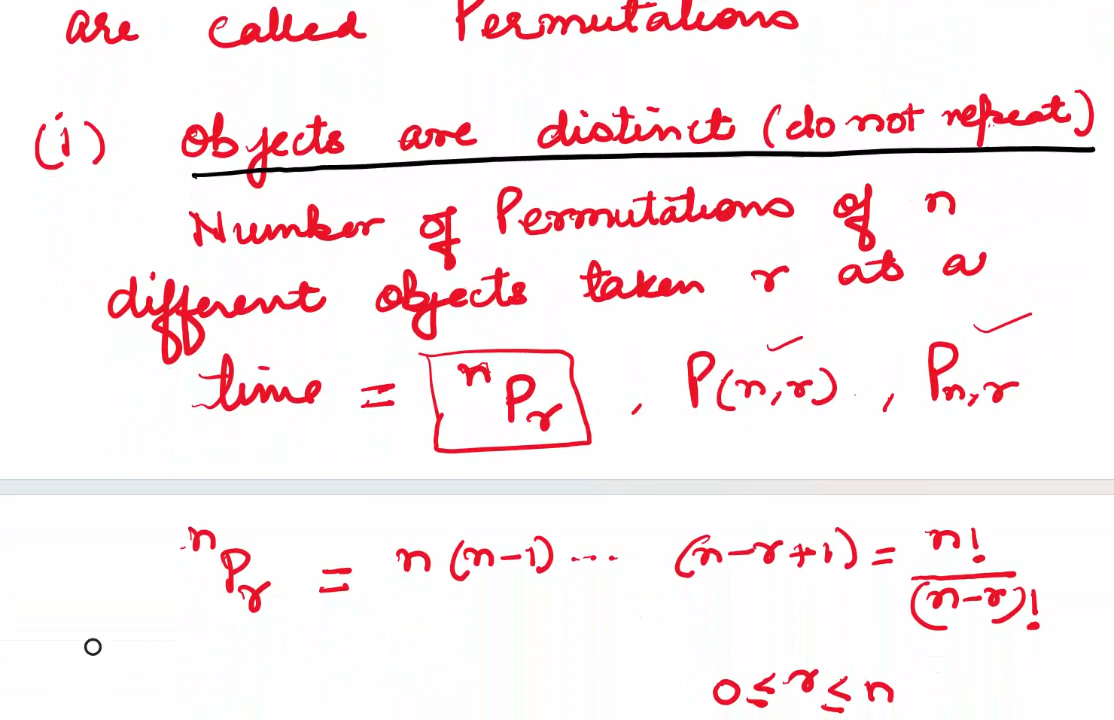 are called Permutations
(i) objects are distinct (do not repeat)
Number of Permutations of n
different objects taken r at a
time = ⁿPᵣ , P(n,r) , Pₙ,ᵣ
ⁿPᵣ = n(n-1)... (n-r+1) = n!/(n-r)!
0≤r≤n